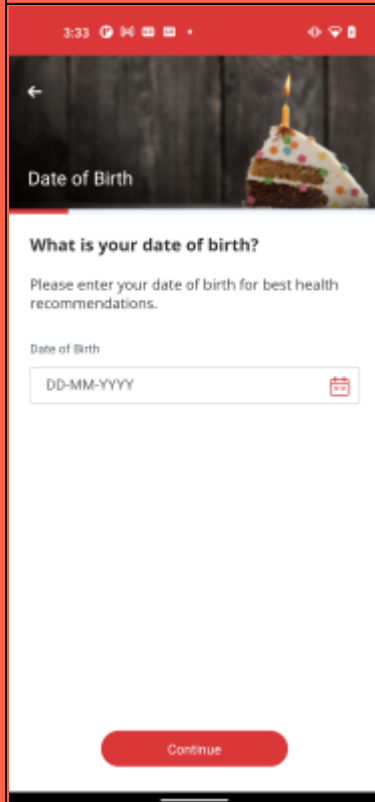 3:33
Date of Birth
What is your date of birth?
Please enter your date of birth for best health
recommendations.
Date of Birth
DD-MM-YYYY
Continue